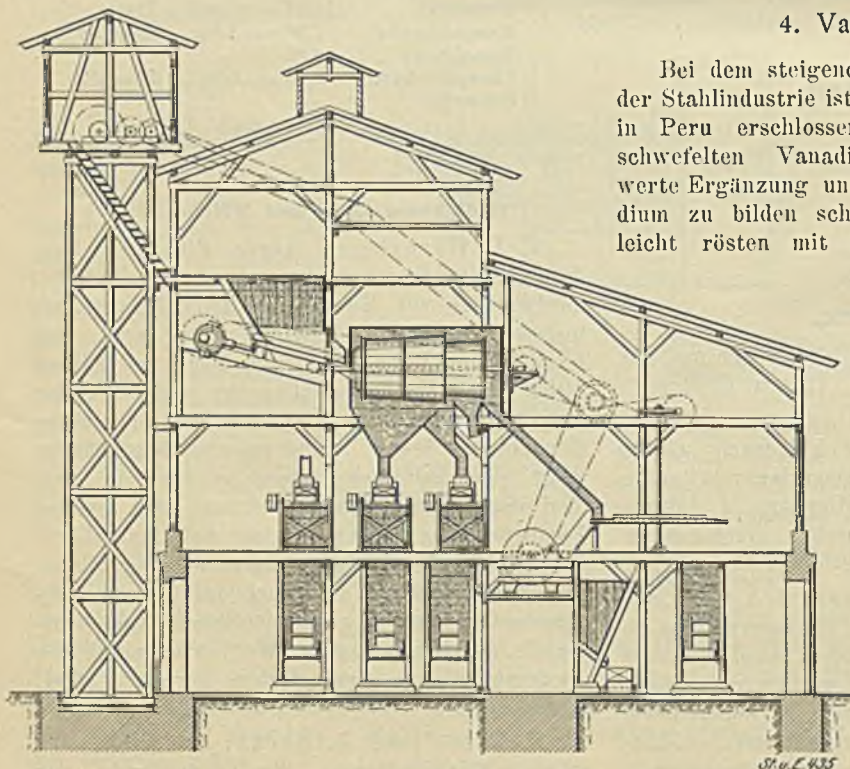 4. Va
Bei dem steigend
der Stahlindustrie ist
in Peru erschlossen
schwefelten Vanadi
werte Ergänzung un
dium zu bilden sch
leicht rösten mit
St. u. E. 435